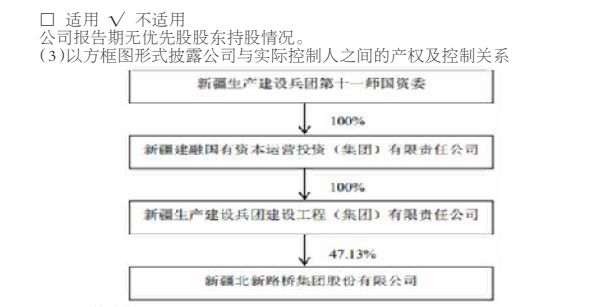 □ 适用 √ 不适用
公司报告期无优先股股东持股情况。
(3)以方框图形式披露公司与实际控制人之间的产权及控制关系
新疆生产建设兵团第十一师国资委
100%
新疆建融国有资本运营投资（集团）有限责任公司
100%
新疆生产建设兵团建设工程（集团）有限责任公司
47.13%
新疆北新路桥集团股份有限公司